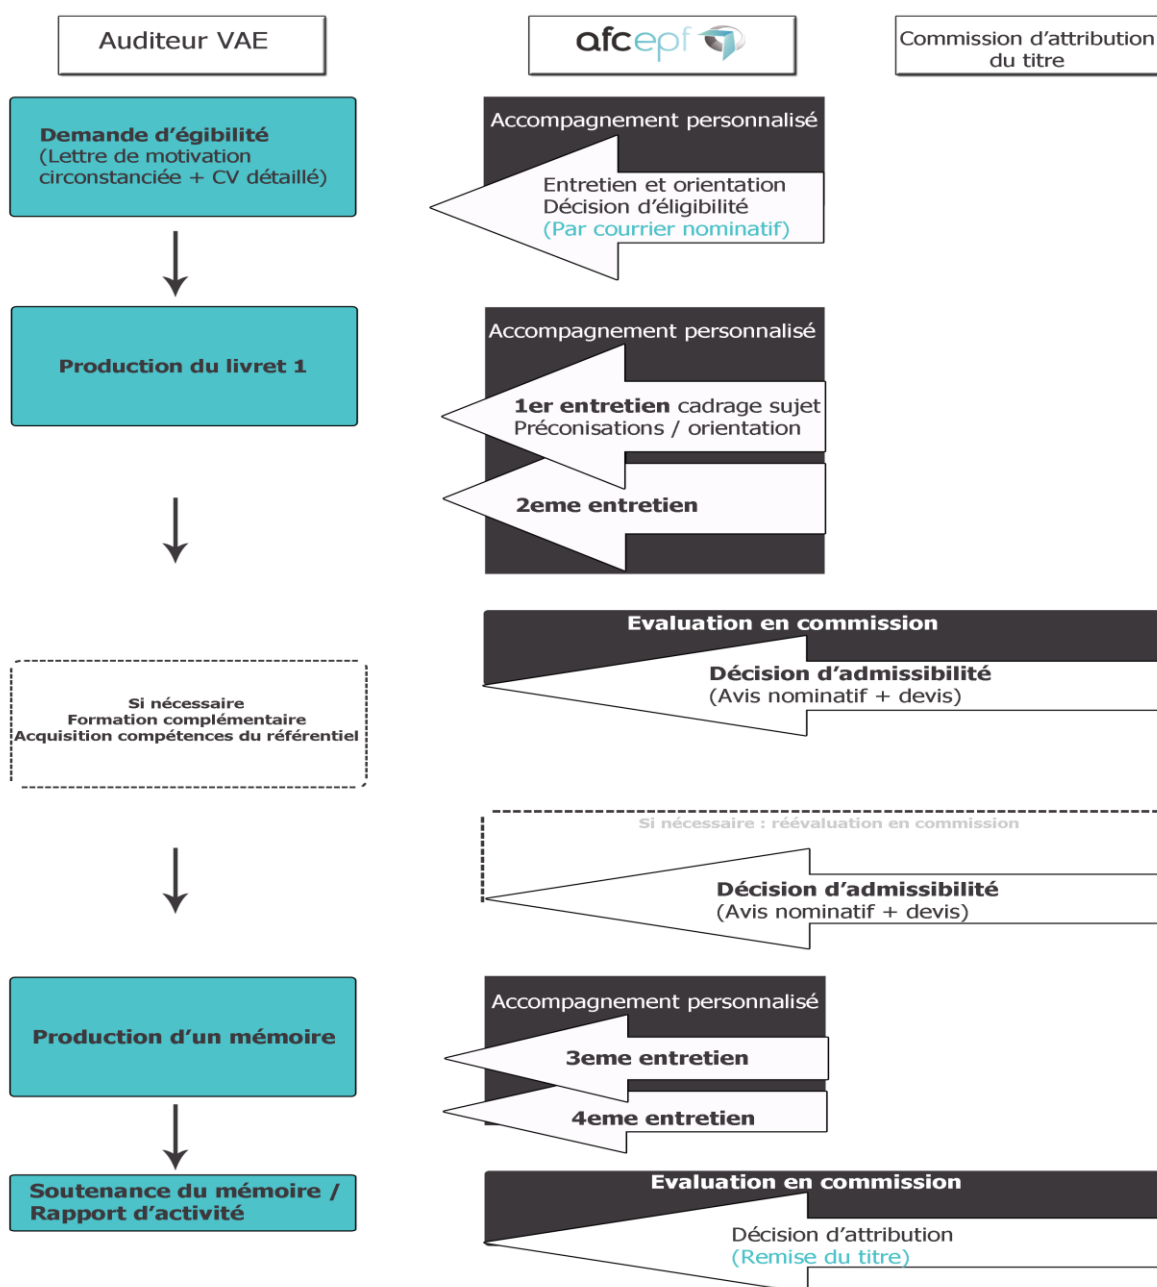 Auditeur VAE
afcepf
Commission d'attribution
du titre
Demande d'égibilité
(Lettre de motivation
circonstanciée + CV détaillé)
Accompagnement personnalisé
Entretien et orientation
Décision d'éligibilité
(Par courrier nominatif)
Production du livret 1
Accompagnement personnalisé
1er entretien cadrage sujet
Préconisations / orientation
2eme entretien
Evaluation en commission
Décision d'admissibilité
(Avis nominatif + devis)
Si nécessaire
Formation complémentaire
Acquisition compétences du référentiel
Si nécessaire : réévaluation en commission
Décision d'admissibilité
(Avis nominatif + devis)
Production d'un mémoire
Accompagnement personnalisé
3eme entretien
4eme entretien
Soutenance du mémoire /
Rapport d'activité
Evaluation en commission
Décision d'attribution
(Remise du titre)